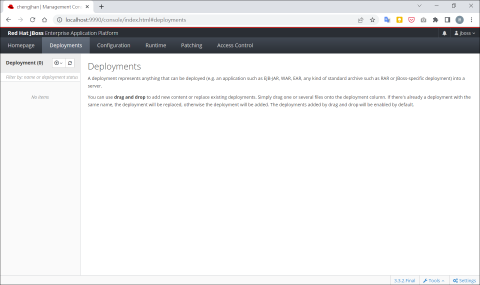 chenghan | Management Con
localhost:9990/console/index.html#deployments
Red Hat JBoss Enterprise Application Platform
jboss
Homepage Deployments Configuration Runtime Patching Access Control
Deployment (0)
Filter by: name or deployment status
No items
Deployments
A deployment represents anything that can be deployed (e.g. an application such as EJB-JAR, WAR, EAR, any kind of standard archive such as RAR or JBoss-specific deployment) into a
server.
You can use drag and drop to add new content or replace existing deployments. Simply drag one or several files onto the deployment column. If there's already a deployment with the
same name, the deployment will be replaced, otherwise the deployment will be added. The deployments added by drag and drop will be enabled by default.
3.3.2.Final Tools Settings